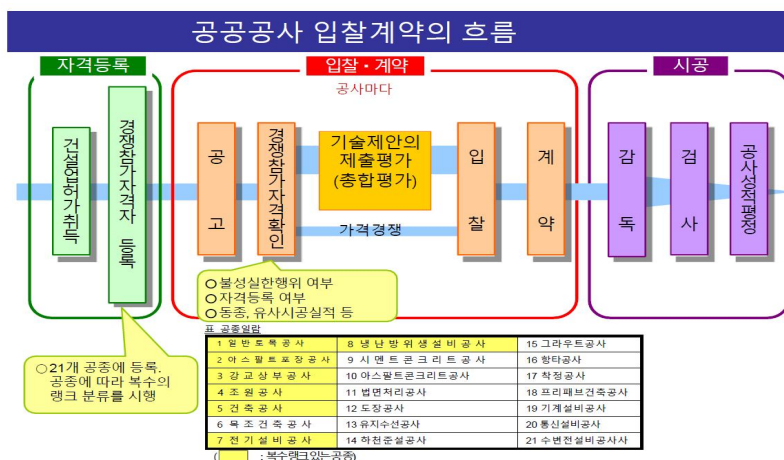 공공공사 입찰계약의 흐름
자격등록
입찰・계약
시공
공사마다
건설업허가취득
경쟁참가자격자 등록
공고
경쟁참가자격확인
기술제안의
제출평가
(총합평가)
가격경쟁
입찰
계약
감독
검사
공사성적평정
○불성실한행위 여부
○자격등록 여부
○동종, 유사시공실적 등
○21개 공종에 등록.
공종에 따라 복수의
랭크 분류를 시행
표 공종일람
1 일반토목공사
8 냉난방위생설비공사
15 그라우트공사
2 아스팔트포장공사
9 시멘트콘크리트공사
16 항타공사
3 강교상부공사
10 아스팔트콘크리트공사
17 착정공사
4 조원공사
11 법면처리공사
18 프리패브건축공사
5 건축공사
12 도장공사
19 기계설비공사
6 목조건축공사
13 유지수선공사
20 통신설비공사
7 전기설비공사
14 하천준설공사
21 수변전설비공사사
( : 복수랭크있는공종)